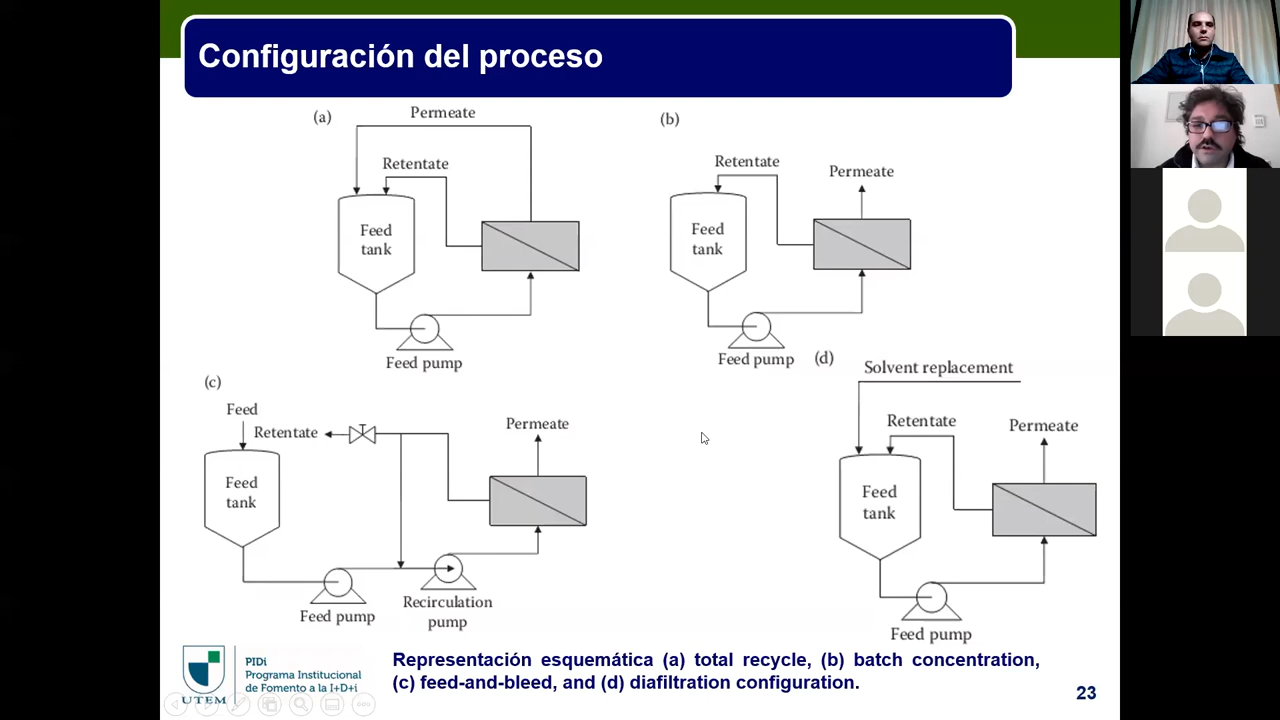 Configuración del proceso
(a)
Permeate
Retentate
Feed
tank
Feed pump
(b)
Retentate
Permeate
Feed
tank
Feed pump
(c)
Feed
Retentate
Permeate
Feed
tank
Feed pump
Recirculation
pump
(d)
Solvent replacement
Retentate
Permeate
Feed
tank
Feed pump
UTEM
PIDi
Programa Institucional
de Fomento a la I+D+i
Representación esquemática (a) total recycle, (b) batch concentration,
(c) feed-and-bleed, and (d) diafiltration configuration.
23